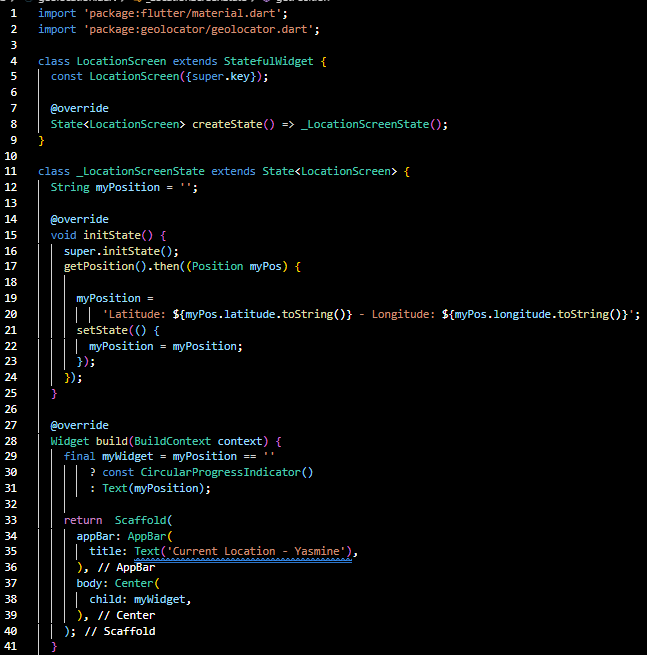 1 import 'package:flutter/material.dart';
2 import 'package:geolocator/geolocator.dart';
3
4 class LocationScreen extends StatefulWidget {
5 const LocationScreen({super.key});
6
7 @override
8 State<LocationScreen> createState() => _LocationScreenState();
9 }
10
11 class _LocationScreenState extends State<LocationScreen> {
12 String myPosition = '';
13
14 @override
15 void initState() {
16 super.initState();
17 getPosition().then((Position myPos) {
18
19 myPosition =
20 'Latitude: ${myPos.latitude.toString()} - Longitude: ${myPos.longitude.toString()}';
21 setState(() {
22 myPosition = myPosition;
23 });
24 });
25 }
26
27 @override
28 Widget build(BuildContext context) {
29 final myWidget = myPosition == ''
30 ? const CircularProgressIndicator()
31 : Text(myPosition);
32
33 return Scaffold(
34 appBar: AppBar(
35 title: Text('Current Location - Yasmine'),
36 ), // AppBar
37 body: Center(
38 child: myWidget,
39 ), // Center
40 ); // Scaffold
41 }